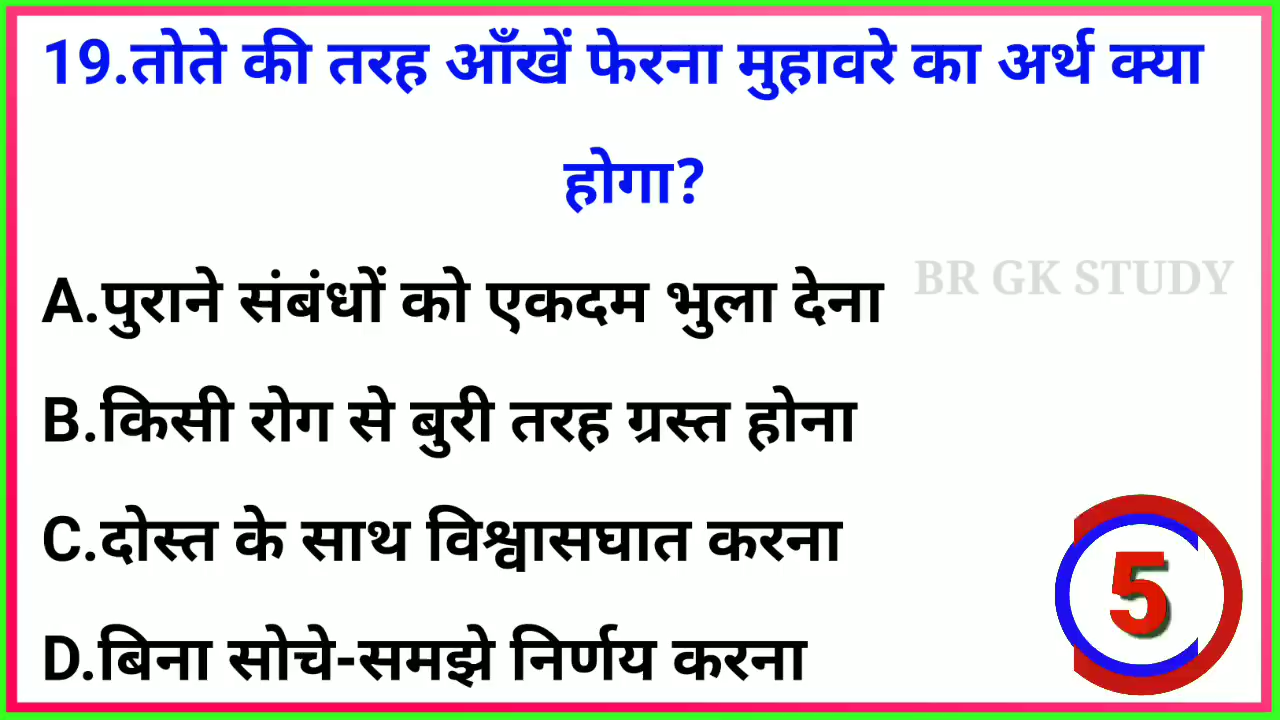 19.तोते की तरह आँखें फेरना मुहावरे का अर्थ क्या
होगा?
A.पुराने संबंधों को एकदम भुला देना
BR GK STUDY
B.किसी रोग से बुरी तरह ग्रस्त होना
C.दोस्त के साथ विश्वासघात करना
5
D.बिना सोचे-समझे निर्णय करना